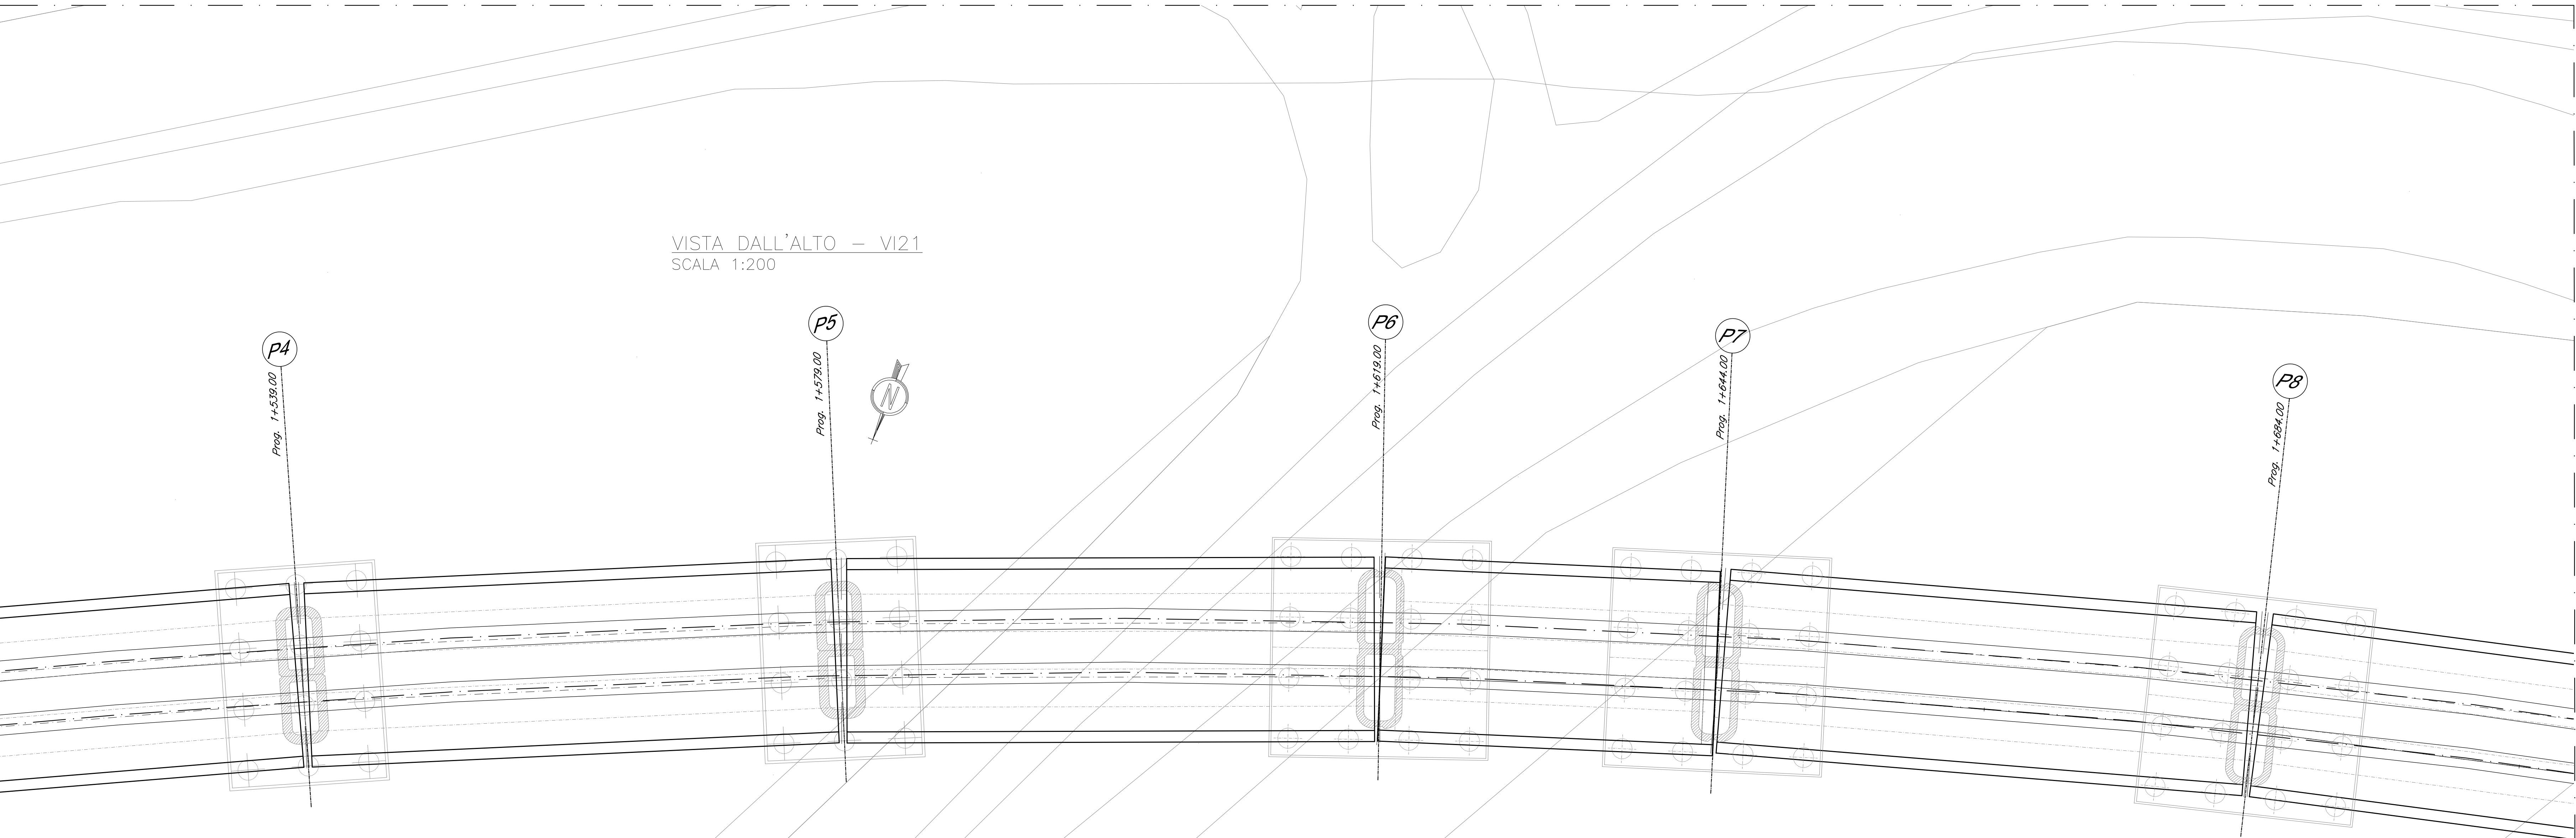 VISTA DALL'ALTO – VI21
SCALA 1:200
P4
Prog. 1+539.00
P5
Prog. 1+579.00
N
P6
Prog. 1+619.00
P7
Prog. 1+644.00
P8
Prog. 1+684.00